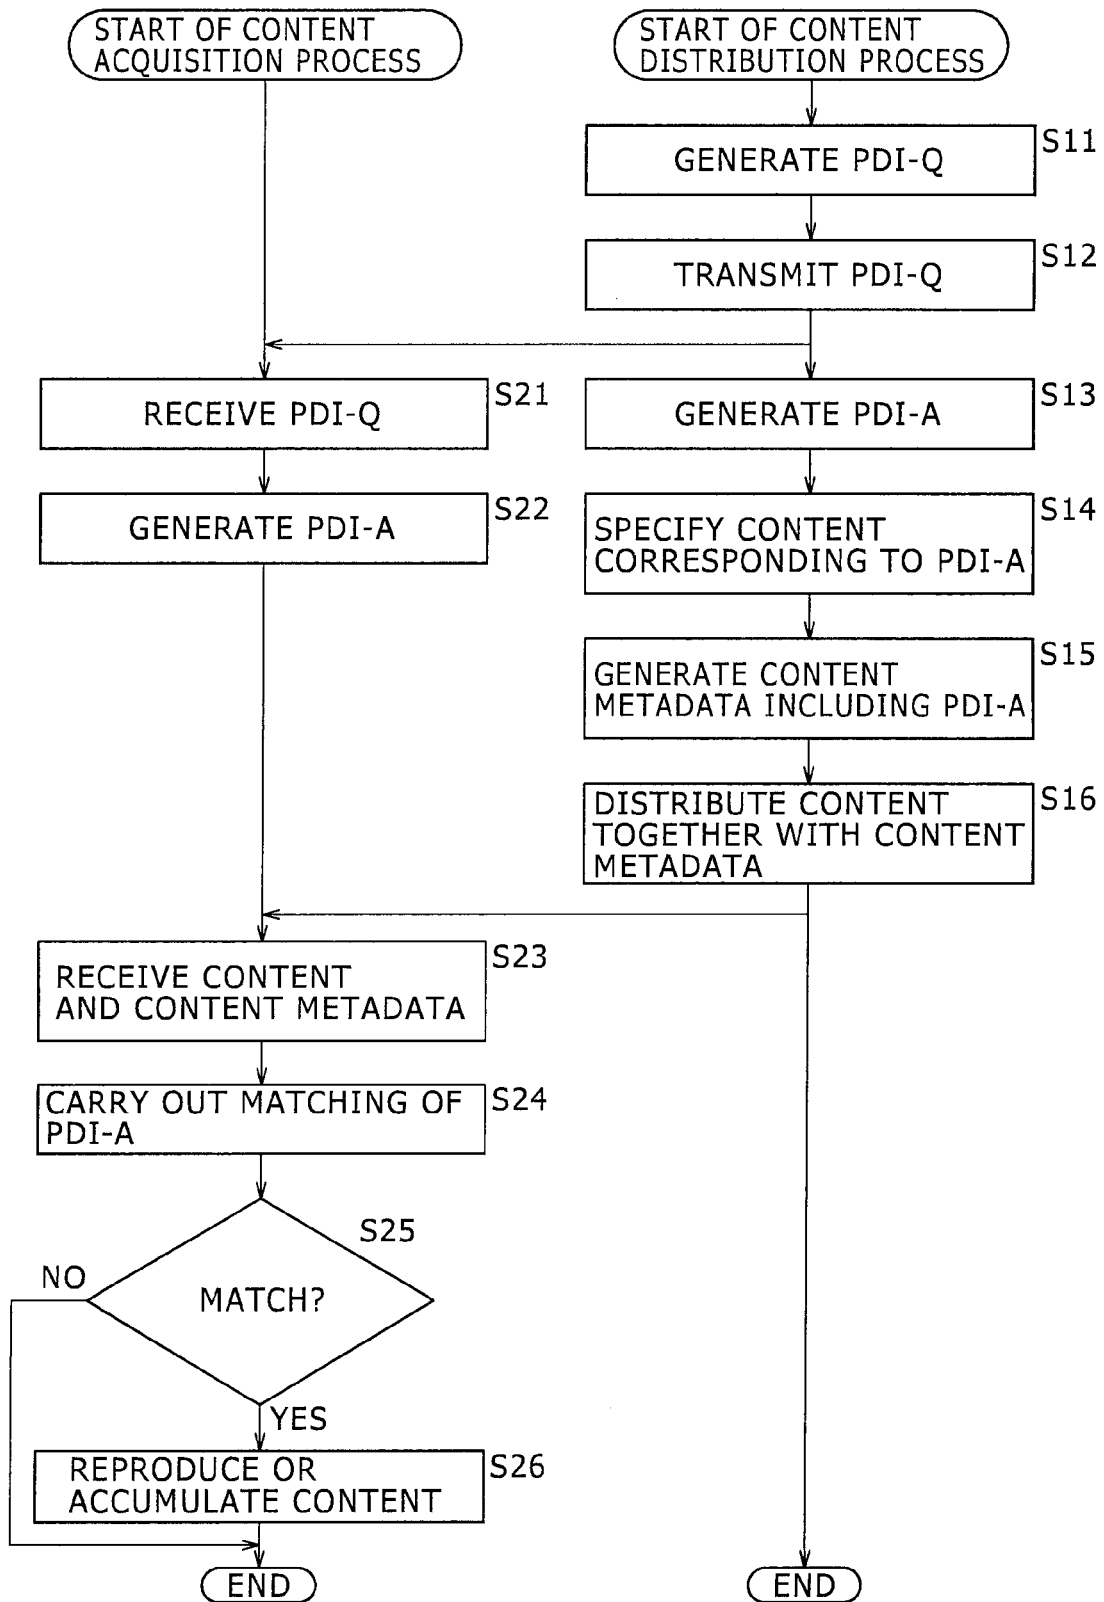 START OF CONTENT
ACQUISITION PROCESS
START OF CONTENT
DISTRIBUTION PROCESS
S11
GENERATE PDI-Q
S12
TRANSMIT PDI-Q
S21
RECEIVE PDI-Q
S13
GENERATE PDI-A
S22
GENERATE PDI-A
S14
SPECIFY CONTENT
CORRESPONDING TO PDI-A
S15
GENERATE CONTENT
METADATA INCLUDING PDI-A
S16
DISTRIBUTE CONTENT
TOGETHER WITH CONTENT
METADATA
S23
RECEIVE CONTENT
AND CONTENT METADATA
S24
CARRY OUT MATCHING OF
PDI-A
S25
NO
MATCH?
YES
S26
REPRODUCE OR
ACCUMULATE CONTENT
END
END